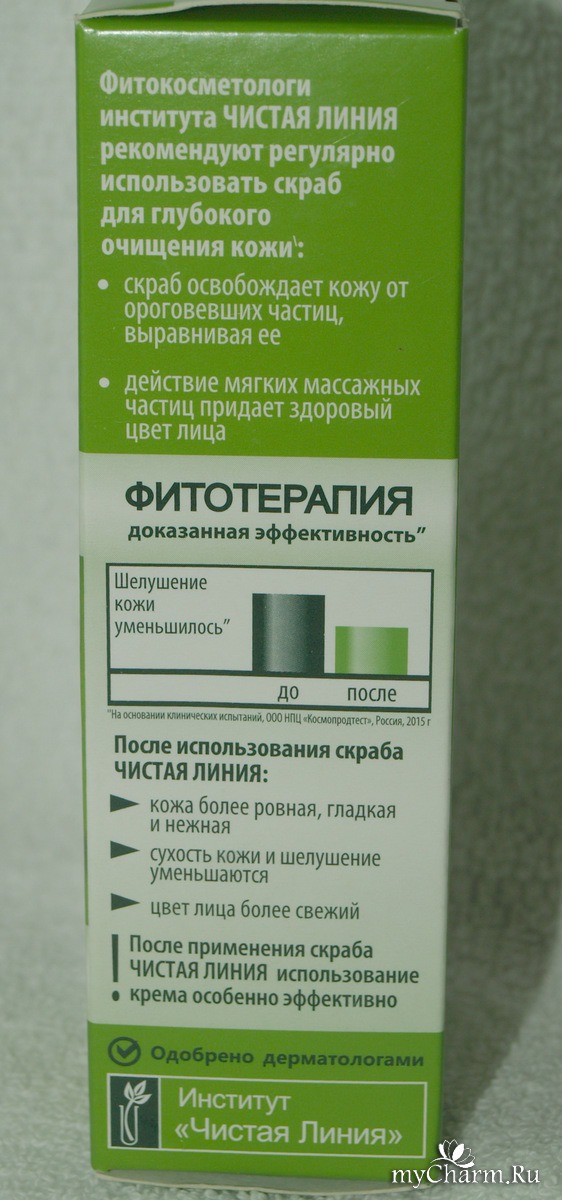 Фитокосметологи
института ЧИСТАЯ ЛИНИЯ
рекомендуют регулярно
использовать скраб
для глубокого
очищения кожи\:
• скраб освобождает кожу от
ороговевших частиц,
выравнивая ее
• действие мягких массажных
частиц придает здоровый
цвет лица
ФИТОТЕРАПИЯ
доказанная эффективность"
Шелушение
кожи
уменьшилось"
до после
"На основании клинических испытаний, ООО НПЦ «Космопродтест», Россия, 2015 г
После использования скраба
ЧИСТАЯ ЛИНИЯ:
кожа более ровная, гладкая
и нежная
сухость кожи и шелушение
уменьшаются
цвет лица более свежий
! После применения скраба
ЧИСТАЯ ЛИНИЯ использование
крема особенно эффективно
Одобрено дерматологами
Институт
«Чистая Линия»
myCharm.Ru